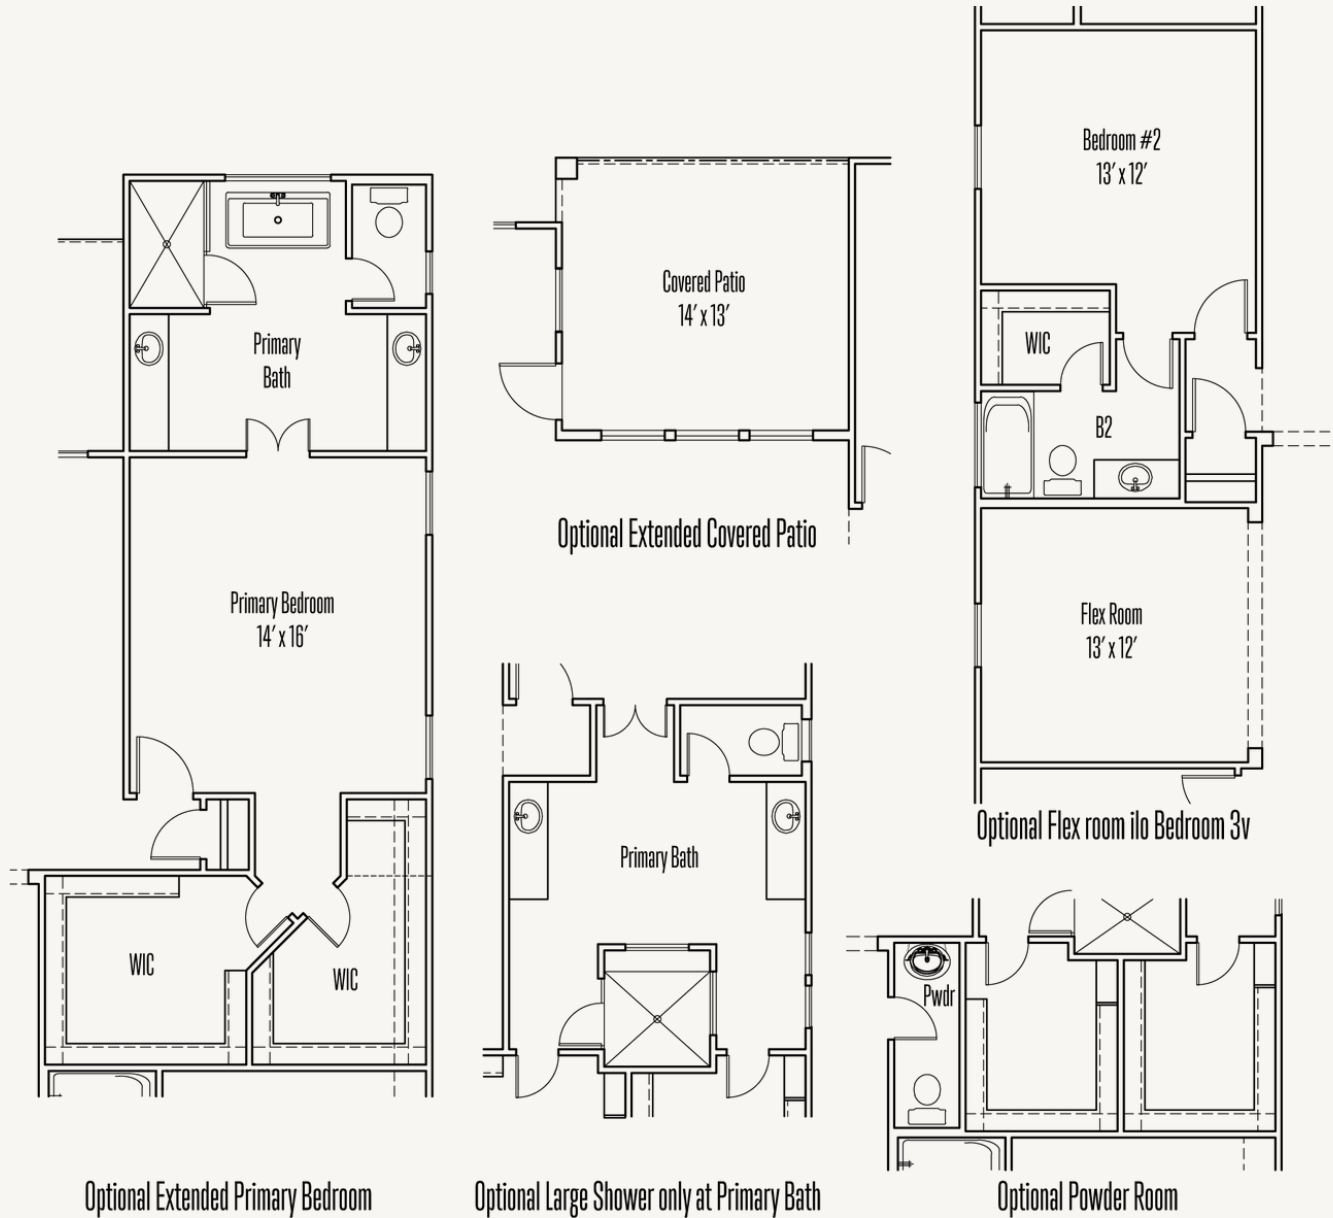 Primary
Bath
Primary Bedroom
14' x 16'
WIC
WIC
Optional Extended Primary Bedroom
Covered Patio
14' x 13'
Optional Extended Covered Patio
Primary Bath
Optional Large Shower only at Primary Bath
Bedroom #2
13' x 12'
WIC
B2
Flex Room
13' x 12'
Optional Flex room ilo Bedroom 3v
Pwdr
Optional Powder Room